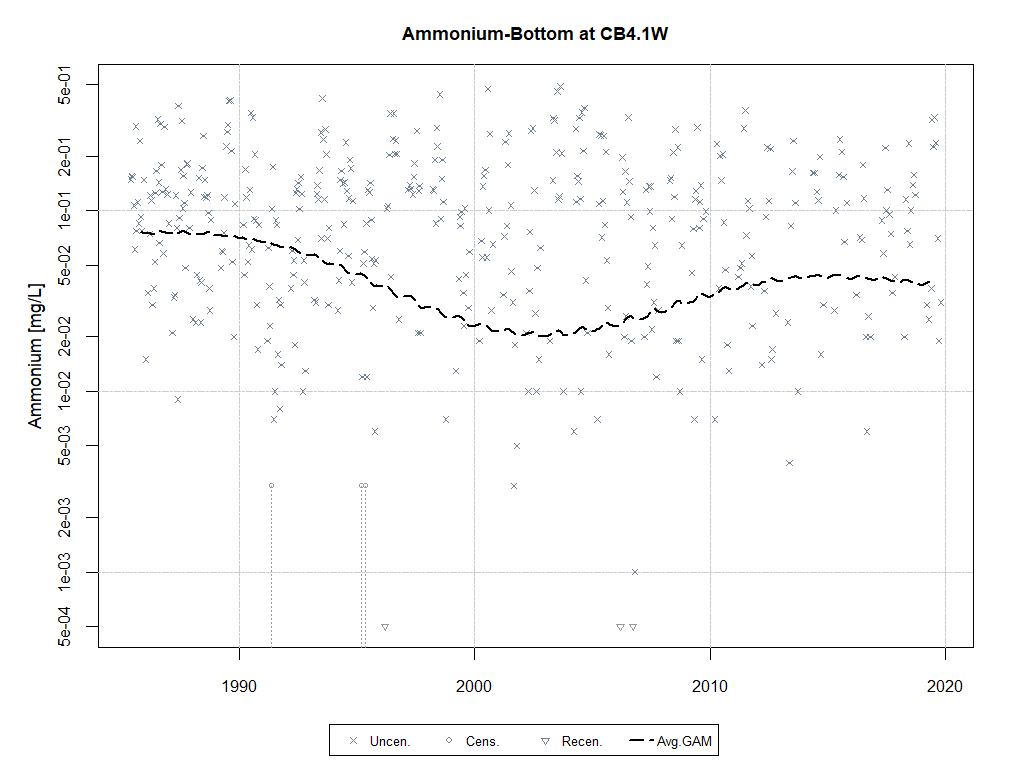 Ammonium-Bottom at CB4.1W
Ammonium [mg/L]
5e-01
2e-01
1e-01
5e-02
2e-02
1e-02
5e-03
2e-03
1e-03
5e-04
1990 2000 2010 2020
Uncen. Cens. Recen. Avg.GAM